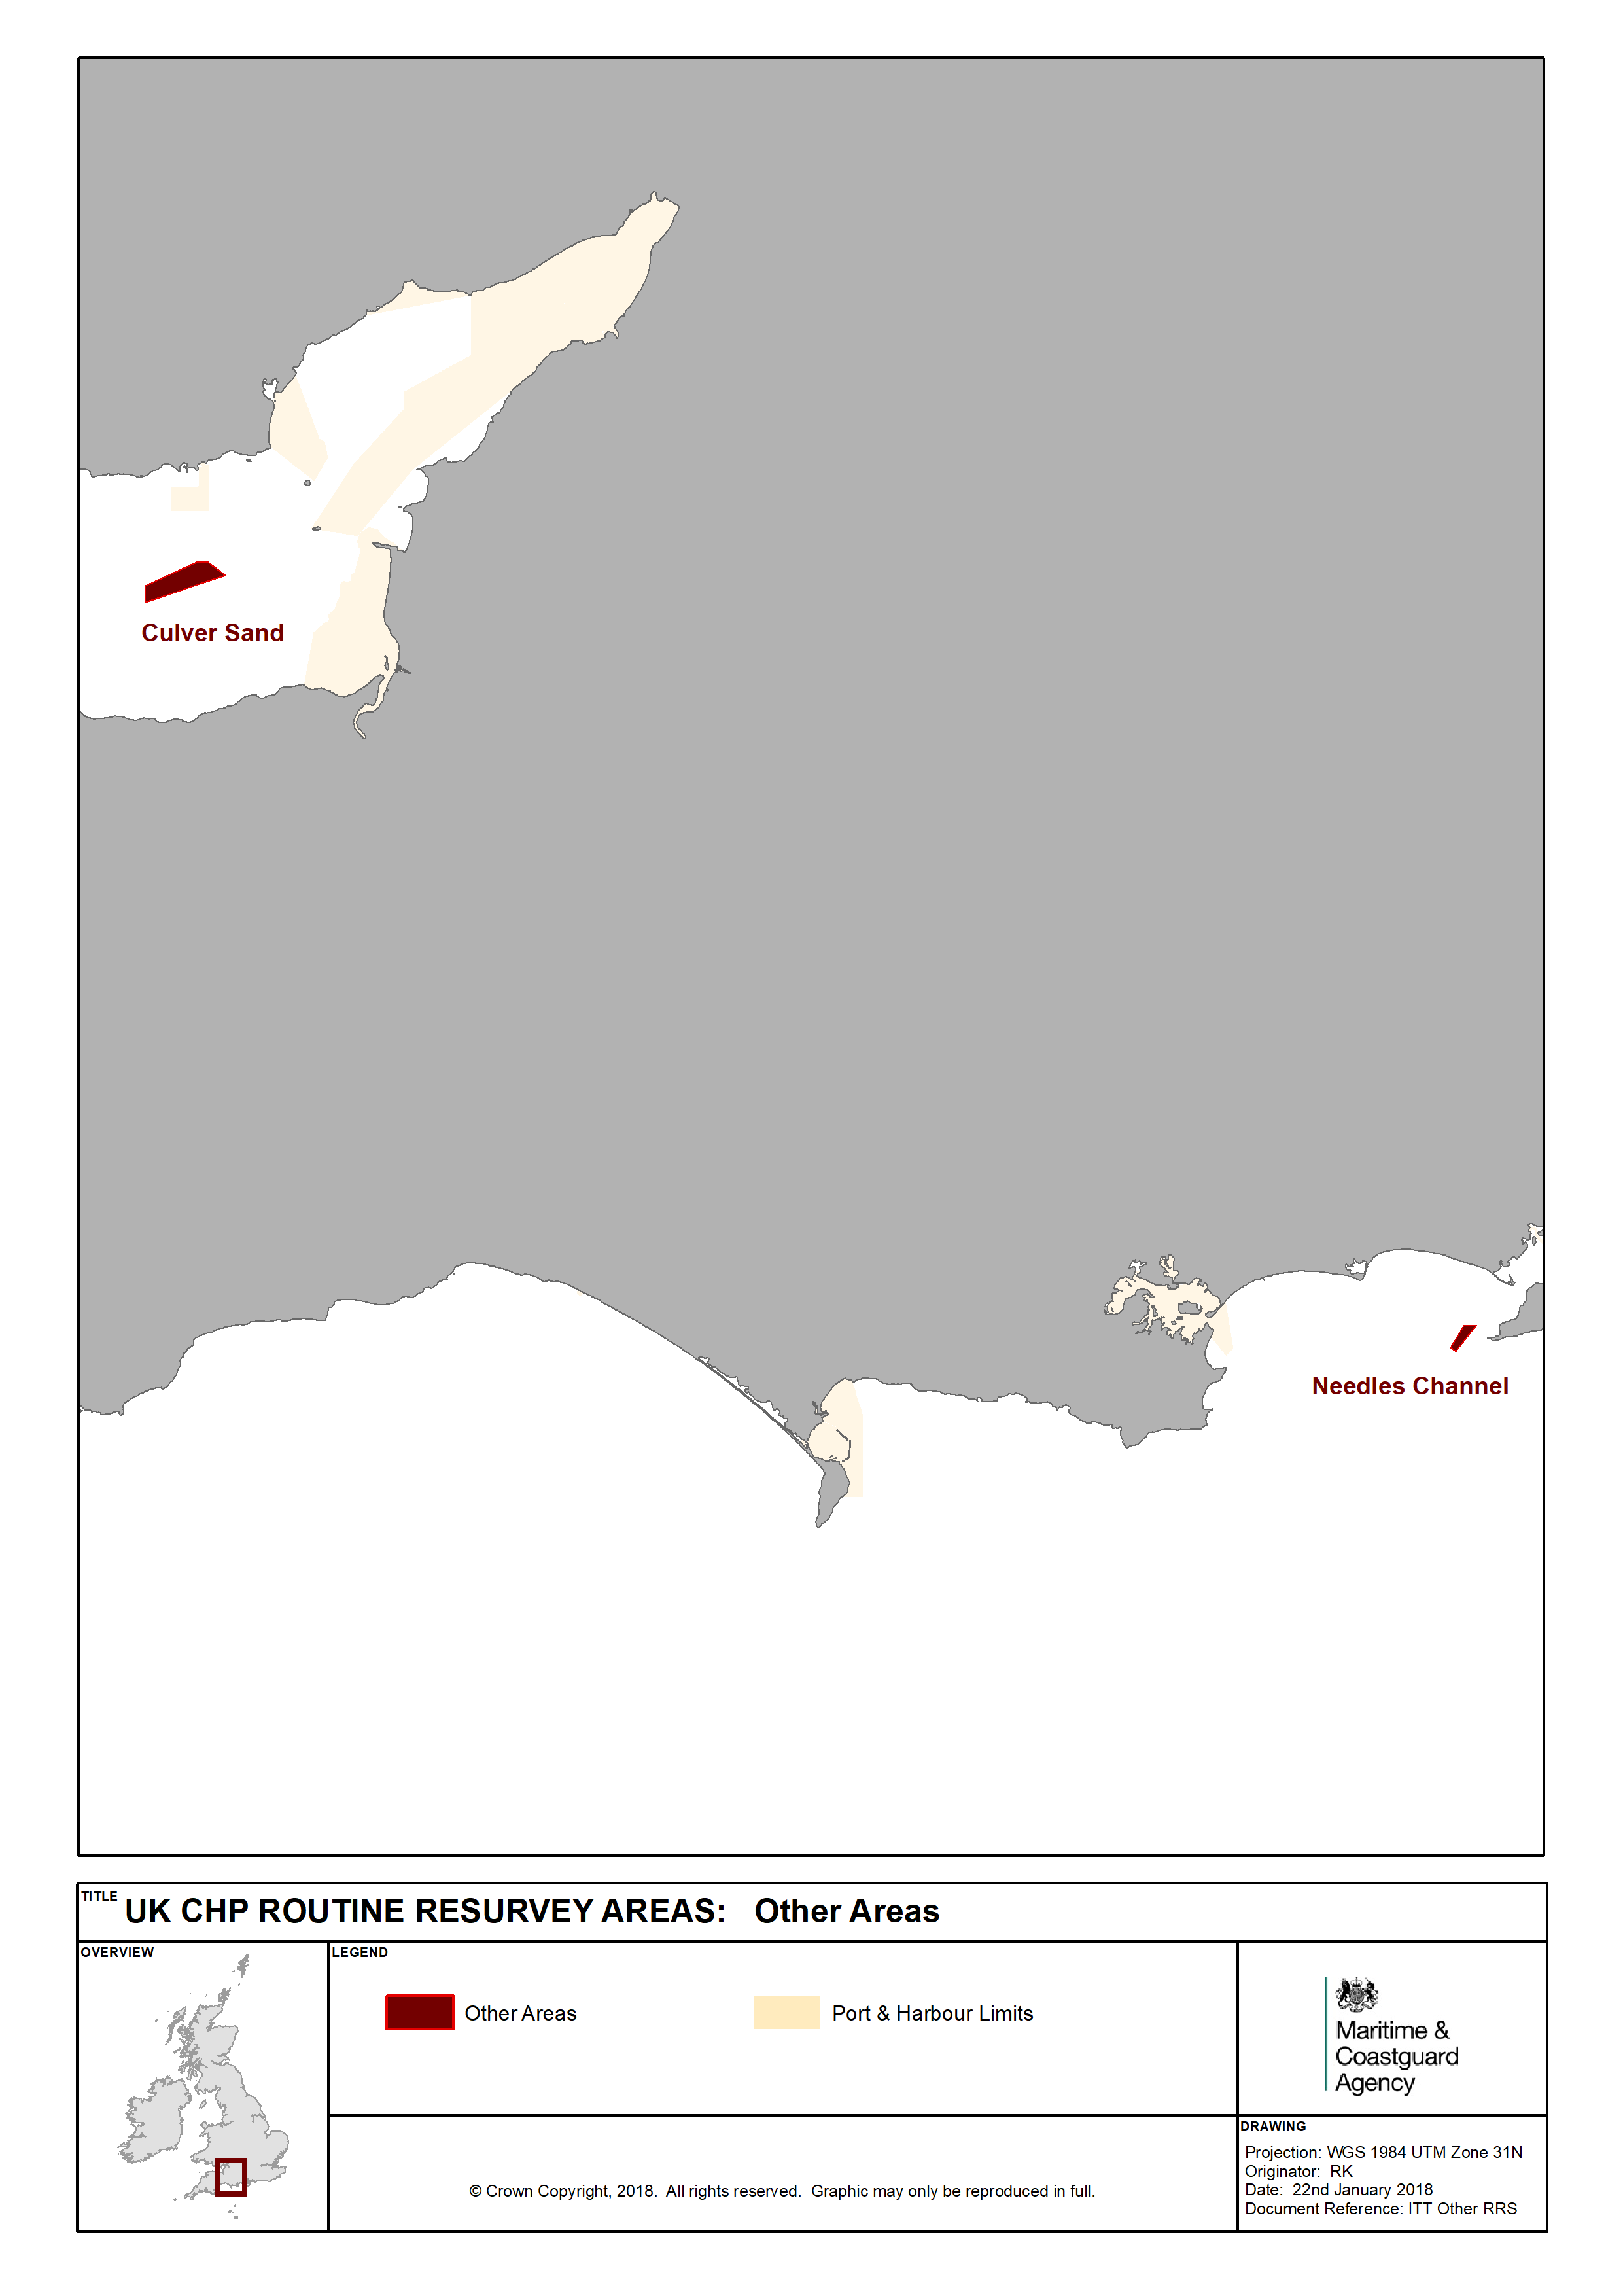 Culver Sand
Needles Channel
TITLE
UK CHP ROUTINE RESURVEY AREAS:   Other Areas
OVERVIEW
LEGEND
Other Areas
Port & Harbour Limits
Maritime &
Coastguard
Agency
© Crown Copyright, 2018.  All rights reserved.  Graphic may only be reproduced in full.
DRAWING
Projection: WGS 1984 UTM Zone 31N
Originator:  RK
Date:  22nd January 2018
Document Reference: ITT Other RRS